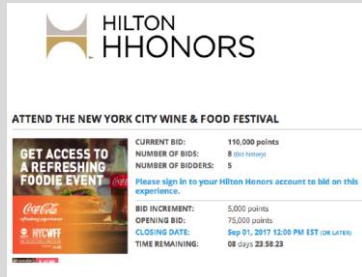 HILTON
HHONORS
ATTEND THE NEW YORK CITY WINE & FOOD FESTIVAL
GET ACCESS TO
A REFRESHING
FOODIE EVENT
Coca-Cola
NYCWFF
CURRENT BID: 110,000 points
NUMBER OF BIDS: 8 (Bid history)
NUMBER OF BIDDERS: 5
Please sign in to your Hilton Honors account to bid on this
experience.
BID INCREMENT: 5,000 points
OPENING BID: 75,000 points
CLOSING DATE: Sep 01, 2017 12:00 PM EST (OR LATER)
TIME REMAINING: 08 days 23:58:23